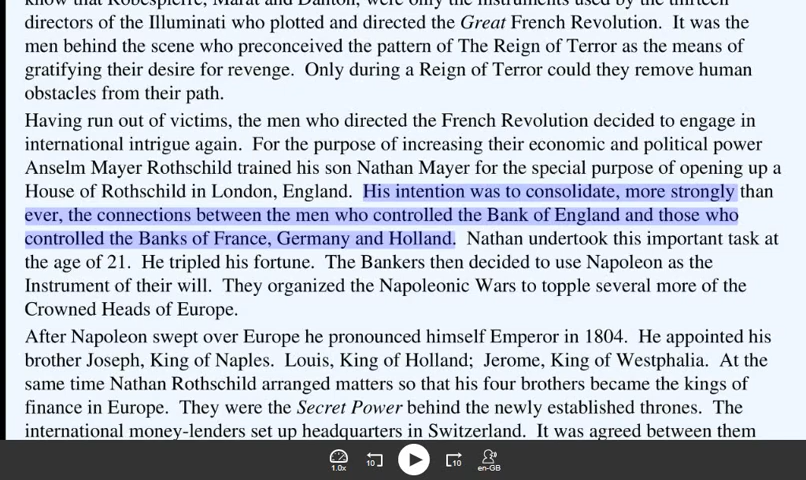 know that Robespierre, Marat and Danton, were only the instruments used by the thirteen
directors of the Illuminati who plotted and directed the Great French Revolution. It was the
men behind the scene who preconceived the pattern of The Reign of Terror as the means of
gratifying their desire for revenge. Only during a Reign of Terror could they remove human
obstacles from their path.
Having run out of victims, the men who directed the French Revolution decided to engage in
international intrigue again. For the purpose of increasing their economic and political power
Anselm Mayer Rothschild trained his son Nathan Mayer for the special purpose of opening up a
House of Rothschild in London, England. His intention was to consolidate, more strongly than
ever, the connections between the men who controlled the Bank of England and those who
controlled the Banks of France, Germany and Holland. Nathan undertook this important task at
the age of 21. He tripled his fortune. The Bankers then decided to use Napoleon as the
Instrument of their will. They organized the Napoleonic Wars to topple several more of the
Crowned Heads of Europe.
After Napoleon swept over Europe he pronounced himself Emperor in 1804. He appointed his
brother Joseph, King of Naples. Louis, King of Holland; Jerome, King of Westphalia. At the
same time Nathan Rothschild arranged matters so that his four brothers became the kings of
finance in Europe. They were the Secret Power behind the newly established thrones. The
international money-lenders set up headquarters in Switzerland. It was agreed between them
1.0x 10 10 en-GB